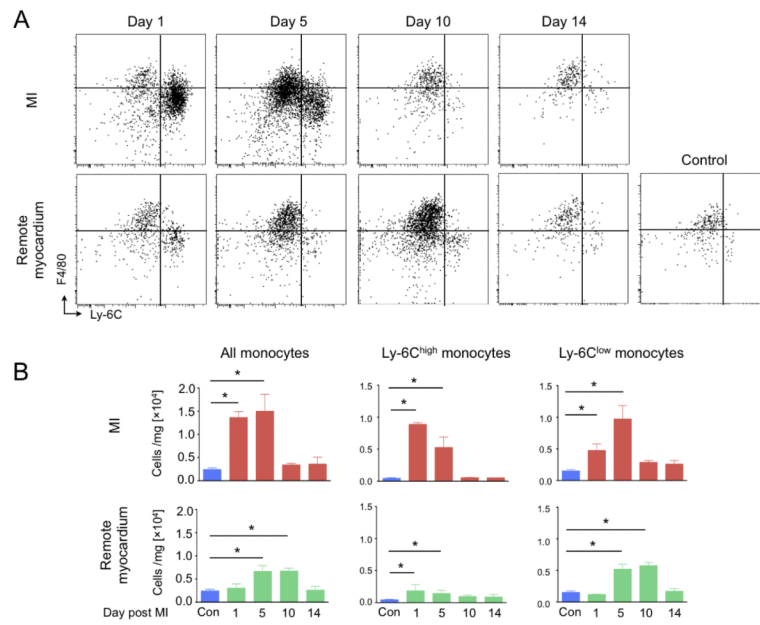 A
Day 1 Day 5 Day 10 Day 14
MI
Control
Remote
myocardium
F4/80
Ly-6C
B
All monocytes Ly-6Chigh monocytes Ly-6Clow monocytes
MI
Cells /mg [×10⁴]
2.0
1.5
1.0
0.5
0.0
* *
1.5
1.0
0.5
0.0
* *
1.5
1.0
0.5
0.0
* *
Remote
myocardium
Cells /mg [×10⁴]
2.0
1.5
1.0
0.5
0.0
* *
1.5
1.0
0.5
0.0
* *
1.5
1.0
0.5
0.0
* *
Day post MI Con 1 5 10 14 Con 1 5 10 14 Con 1 5 10 14